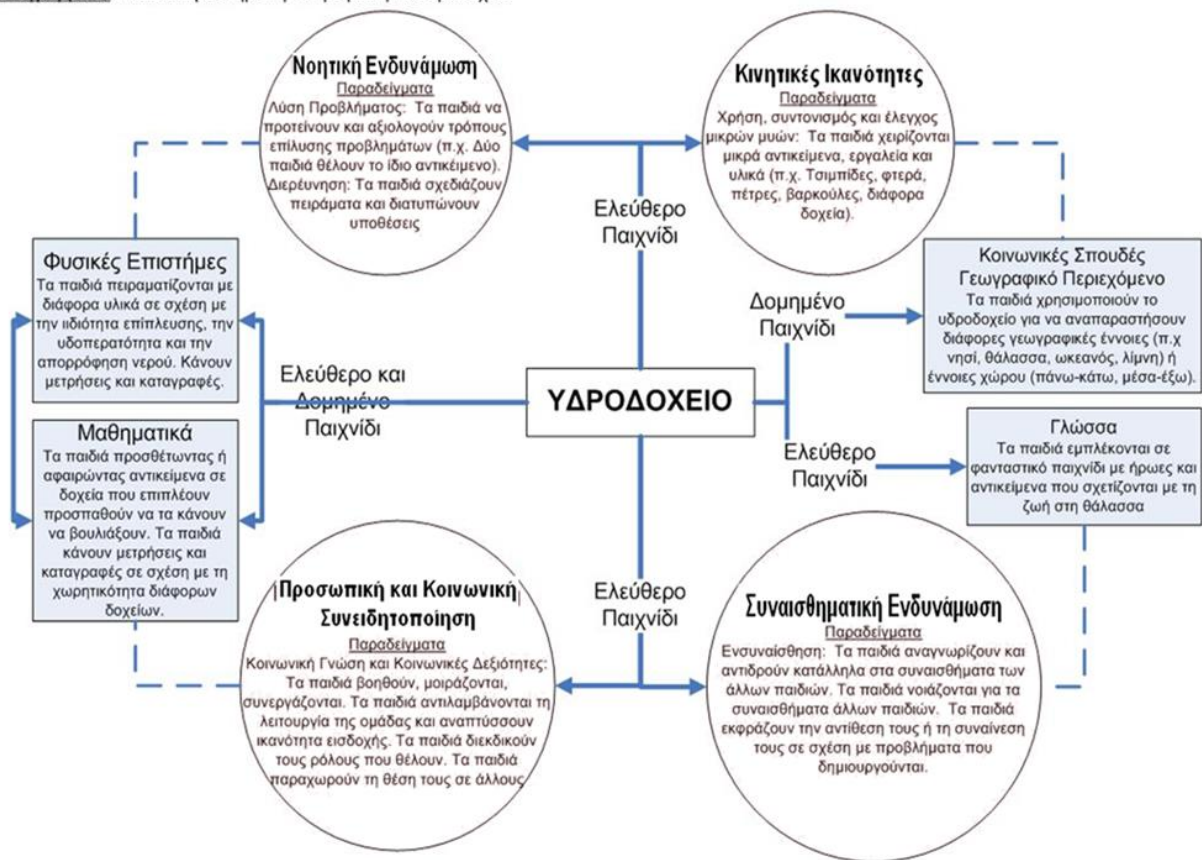 Νοητική Ενδυνάμωση
Παραδείγματα
Λύση Προβλήματος: Τα παιδιά να
προτείνουν και αξιολογούν τρόπους
επίλυσης προβλημάτων (π.χ. Δύο
παιδιά θέλουν το ίδιο αντικέιμενο).
Διερέυνηση: Τα παιδιά σχεδιάζουν
πειράματα και διατυπώνουν
υποθέσεις
Κινητικές Ικανότητες
Παραδείγματα
Χρήση, συντονισμός και έλεγχος
μικρών μυών: Τα παιδιά χειρίζονται
μικρά αντικείμενα, εργαλεία και
υλικά (π.χ. Τσιμπίδες, φτερά,
πέτρες, βαρκούλες, διάφορα
δοχεία).
Ελεύθερο
Παιχνίδι
Φυσικές Επιστήμες
Τα παιδιά πειραματίζονται με
διάφορα υλικά σε σχέση με
την ιιδιότητα επίπλευσης, την
υδοπερατότητα και την
απορρόφηση νερού. Κάνουν
μετρήσεις και καταγραφές.
Μαθηματικά
Τα παιδιά προσθέτωντας ή
αφαιρώντας αντικείμενα σε
δοχεία που επιπλέουν
προσπαθούν να τα κάνουν
να βουλιάξουν. Τα παιδιά
κάνουν μετρήσεις και
καταγραφές σε σχέση με τη
χωρητικότητα διάφορων
δοχείων.
Ελεύθερο και
Δομημένο
Παιχνίδι
ΥΔΡΟΔΟΧΕΙΟ
Δομημένο
Παιχνίδι
Κοινωνικές Σπουδές
Γεωγραφικό Περιεχόμενο
Τα παιδιά χρησιμοποιούν το
υδροδοχείο για να αναπαραστήσουν
διάφορες γεωγραφικές έννοιες (π.χ
νησί, θάλασσα, ωκεανός, λίμνη) ή
έννοιες χώρου (πάνω-κάτω, μέσα-έξω).
Ελεύθερο
Παιχνίδι
Γλώσσα
Τα παιδιά εμπλέκονται σε
φανταστικό παιχνίδι με ήρωες και
αντικείμενα που σχετίζονται με τη
ζωή στη θάλασσα
Ελεύθερο
Παιχνίδι
Προσωπική και Κοινωνική
Συνειδητοποίηση
Παραδείγματα
Κοινωνική Γνώση και Κοινωνικές Δεξιότητες:
Τα παιδιά βοηθούν, μοιράζονται,
συνεργάζονται. Τα παιδιά αντιλαμβάνονται τη
λειτουργία της ομάδας και αναπτύσσουν
ικανότητα εισδοχής. Τα παιδιά διεκδικούν
τους ρόλους που θέλουν. Τα παιδιά
παραχωρούν τη θέση τους σε άλλους
Συναισθηματική Ενδυνάμωση
Παραδείγματα
Ενσυναίσθηση: Τα παιδιά αναγνωρίζουν και
αντιδρούν κατάλληλα στα συναισθήματα των
άλλων παιδιών. Τα παιδιά νοιάζονται για τα
συναισθήματα άλλων παιδιών. Τα παιδιά
εκφράζουν την αντίθεση τους ή τη συναίνεση
τους σε σχέση με προβλήματα που
δημιουργούνται.